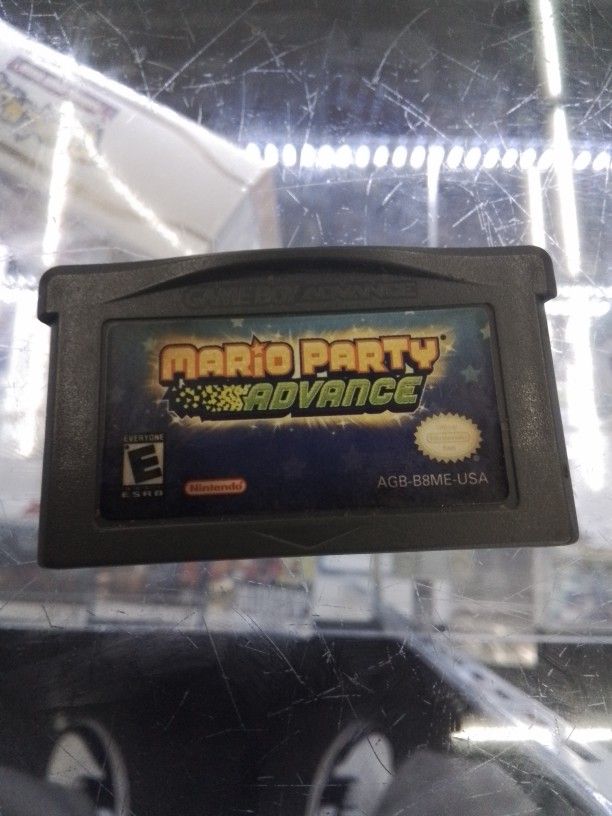 GAME BOY ADVANCE
MARIO PARTY
ADVANCE
EVERYONE
E
ESRB
Nintendo
AGB-B8ME-USA